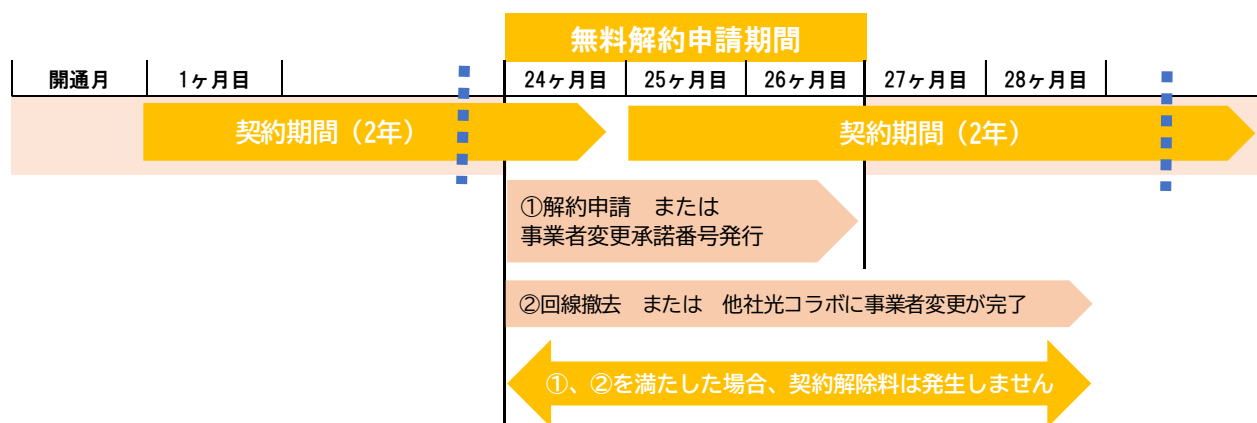 無料解約申請期間
開通月 1ヶ月目 24ヶ月目 25ヶ月目 26ヶ月目 27ヶ月目 28ヶ月目
契約期間（2年） 契約期間（2年）
①解約申請　または
事業者変更承諾番号発行
②回線撤去　または　他社光コラボに事業者変更が完了
①、②を満たした場合、契約解除料は発生しません